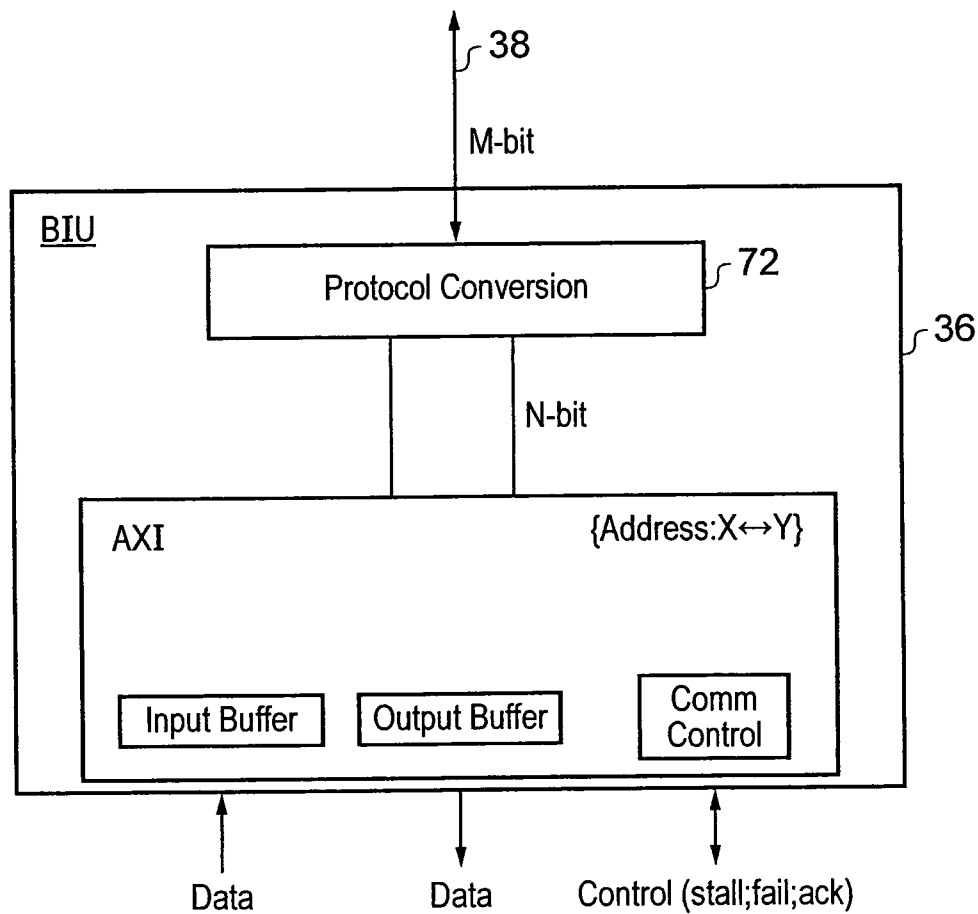 38
M-bit
BIU
72
Protocol Conversion
36
N-bit
AXI
{Address:X↔Y}
Input Buffer
Output Buffer
Comm
Control
Data
Data
Control (stall;fail;ack)